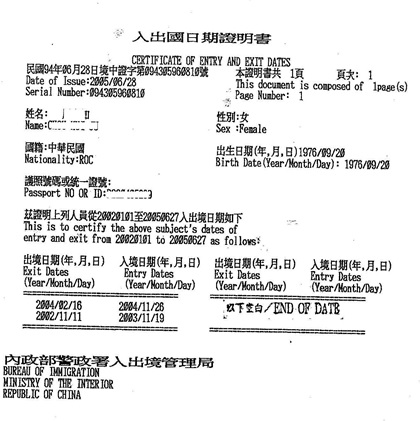 入出國日期證明書
CERTIFICATE OF ENTRY AND EXIT DATES
民國94年06月28日境中證字第094305960810號 本證明書共 1頁 頁次: 1
Date of Issue:2005/06/28 This document is composed of 1page(s)
Serial Number:094305960810 Page Number: 1
姓名: 性別:女
Name: Sex:Female
國籍:中華民國 出生日期(年,月,日)1976/09/20
Nationality:ROC Birth Date(Year/Month/Day):1976/09/20
護照號碼或統一證號:
Passport NO OR ID:
茲證明上列人員從20020101至20050627入出境日期如下
This is to certify the above subject's dates of
entry and exit from 20020101 to 20050627 as follows:
出境日期(年,月,日) 入境日期(年,月,日) 出境日期(年,月,日) 入境日期(年,月,日)
Exit Dates Entry Dates Exit Dates Entry Dates
(Year/Month/Day) (Year/Month/Day) (Year/Month/Day) (Year/Month/Day)
2004/02/16 2004/11/26 以下空白/END OF DATE
2002/11/11 2003/11/19
內政部警政署入出境管理局
BUREAU OF IMMIGRATION
MINISTRY OF THE INTERIOR
REPUBLIC OF CHINA